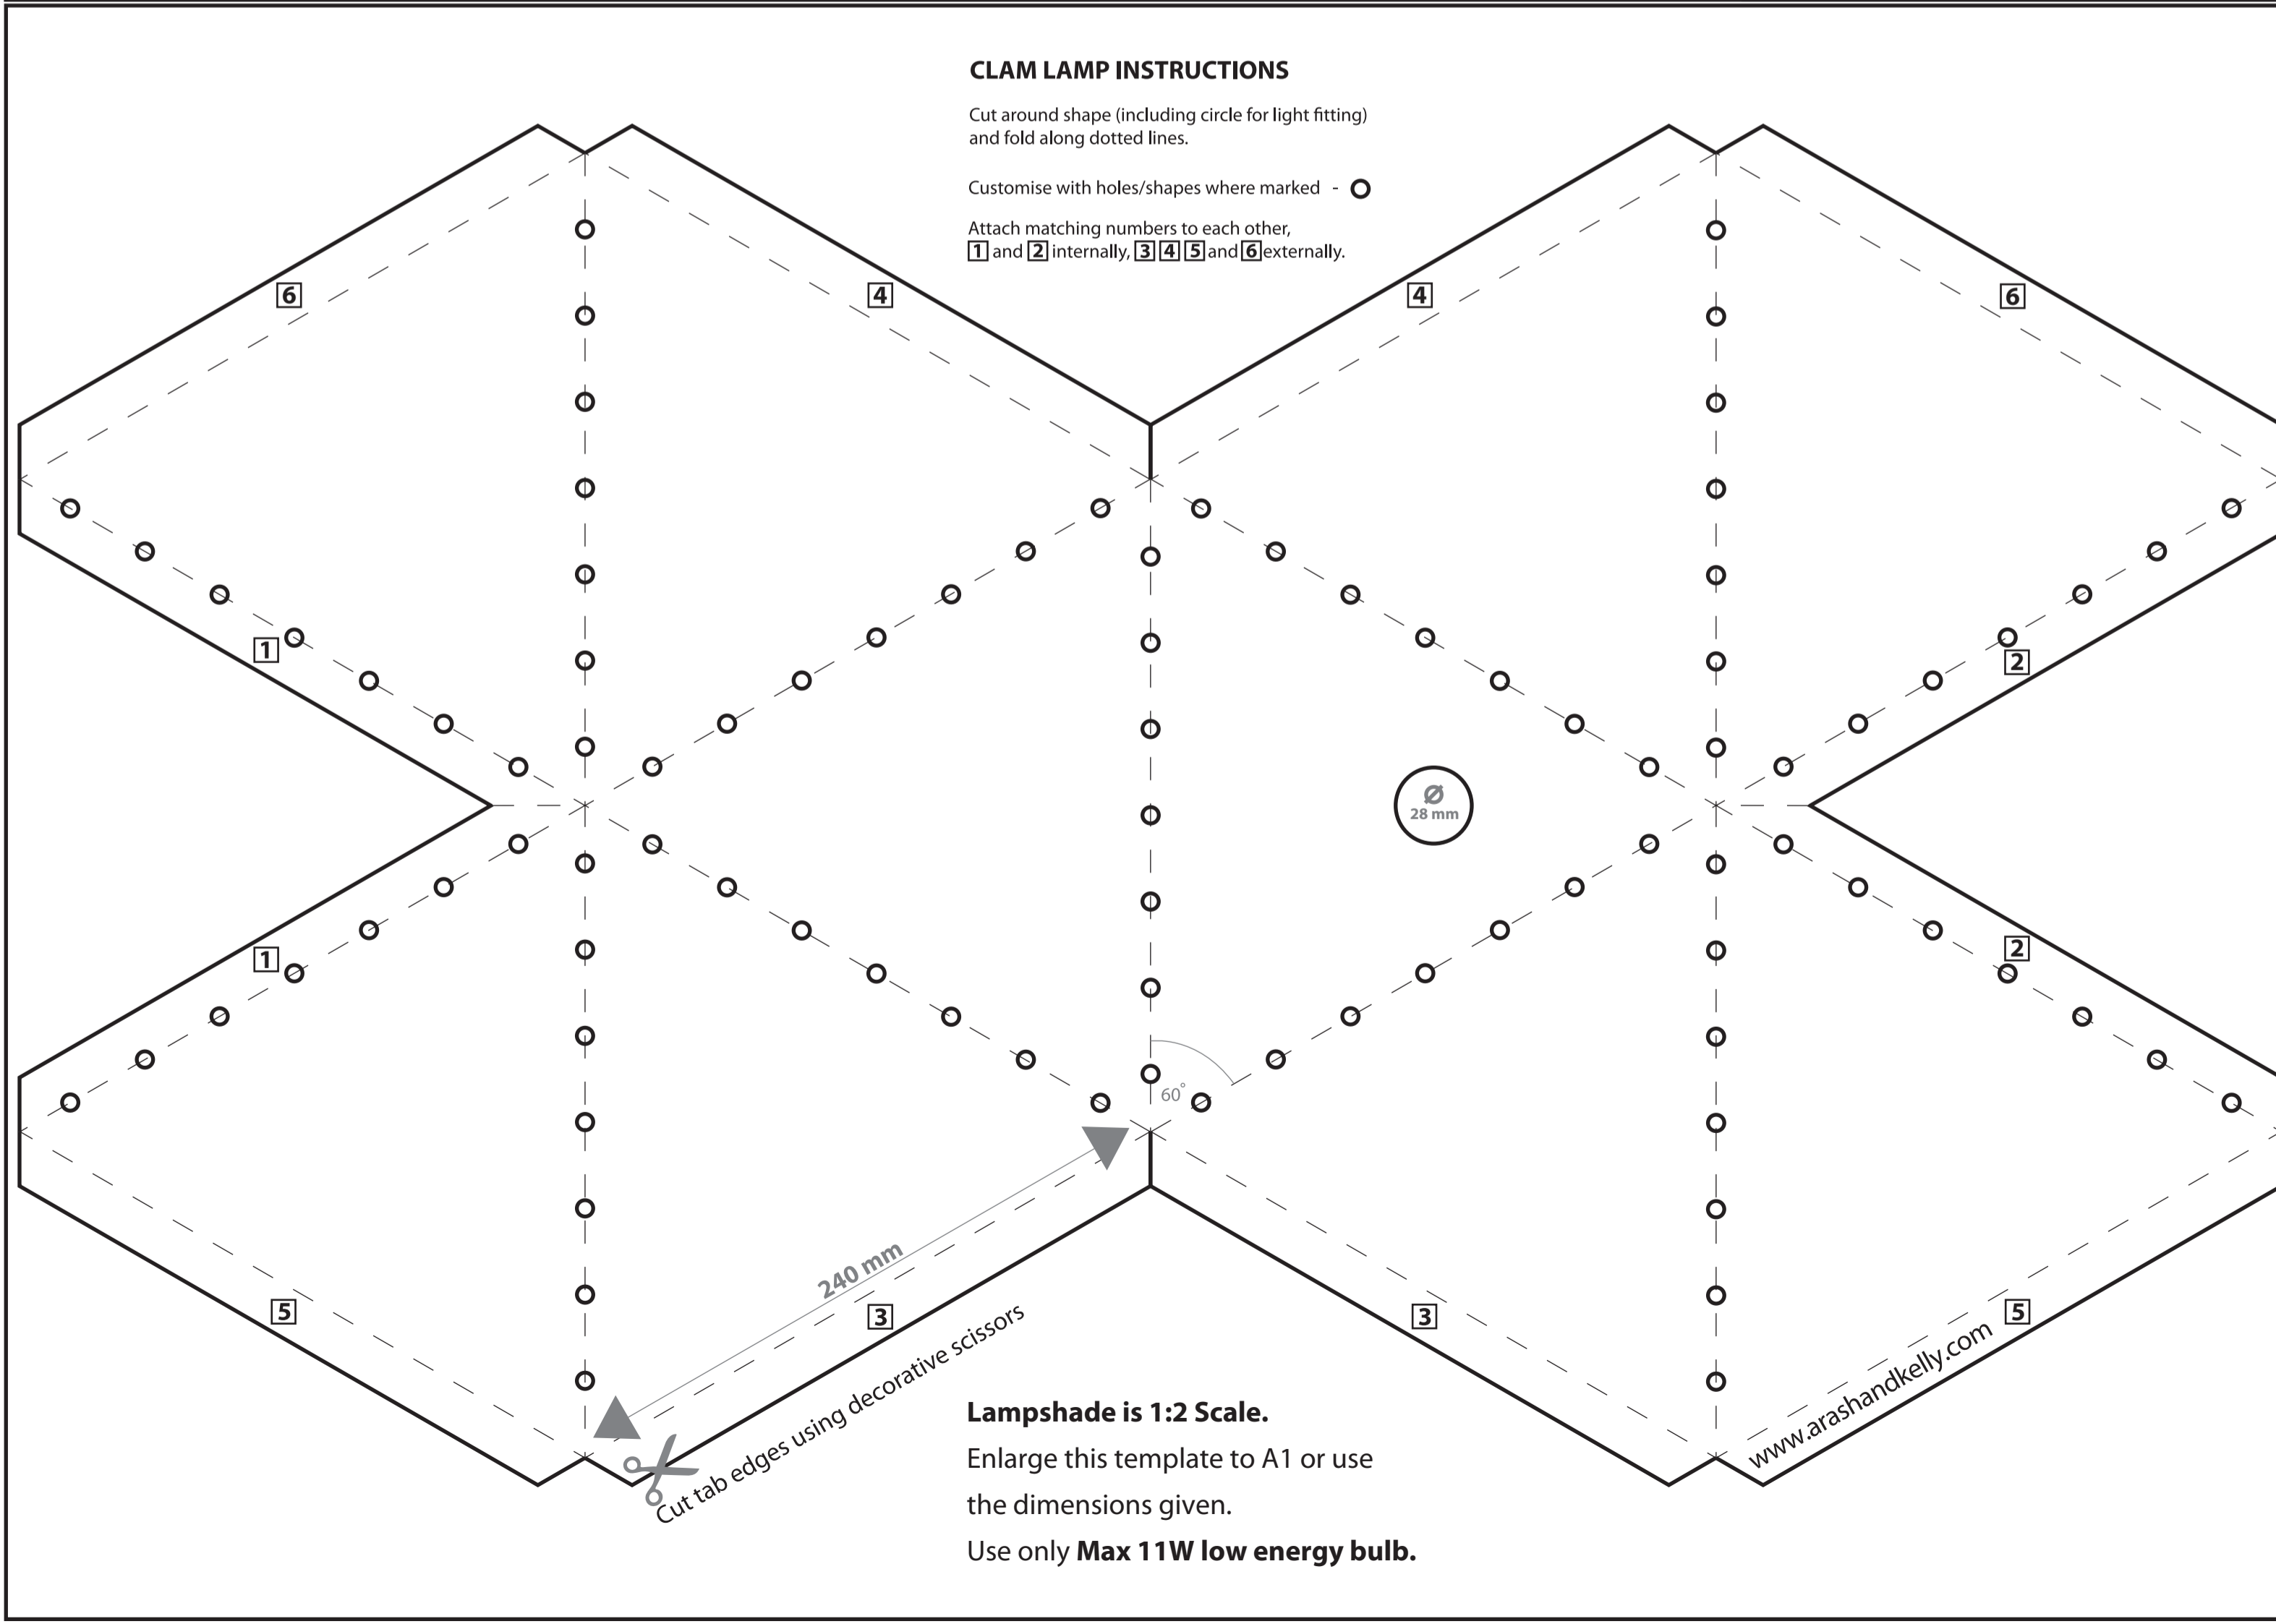 CLAM LAMP INSTRUCTIONS
Cut around shape (including circle for light fitting)
and fold along dotted lines.
Customise with holes/shapes where marked -
Attach matching numbers to each other,
1 and 2 internally, 3 4 5 and 6 externally.
6
4
4
6
1
2
Ø
28 mm
1
2
60°
240 mm
5
3
3
5
Cut tab edges using decorative scissors
www.arashandkelly.com
Lampshade is 1:2 Scale.
Enlarge this template to A1 or use
the dimensions given.
Use only Max 11W low energy bulb.